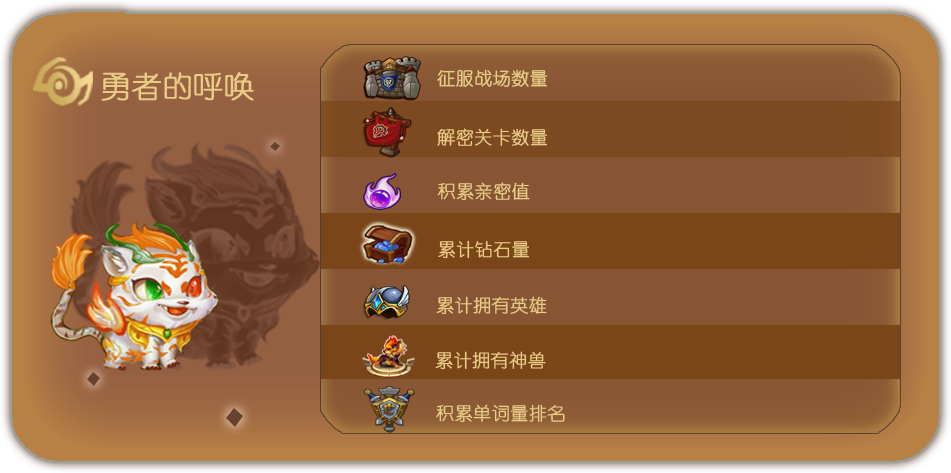 勇者的呼唤
征服战场数量
解密关卡数量
积累亲密值
累计钻石量
累计拥有英雄
累计拥有神兽
积累单词量排名